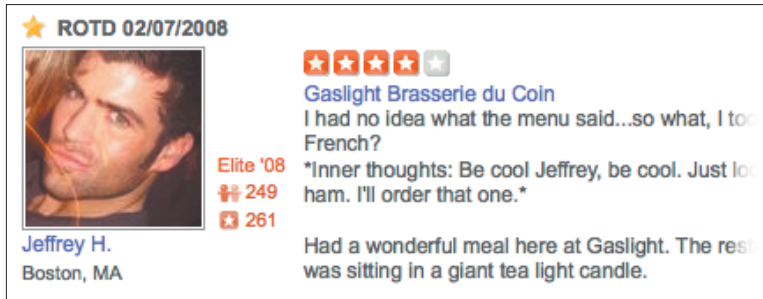 ROTD 02/07/2008
Gaslight Brasserie du Coin
I had no idea what the menu said...so what, I
French?
*Inner thoughts: Be cool Jeffrey, be cool. Just
ham. I'll order that one.*
Had a wonderful meal here at Gaslight. The
was sitting in a giant tea light candle.
Elite '08
249
261
Jeffrey H.
Boston, MA